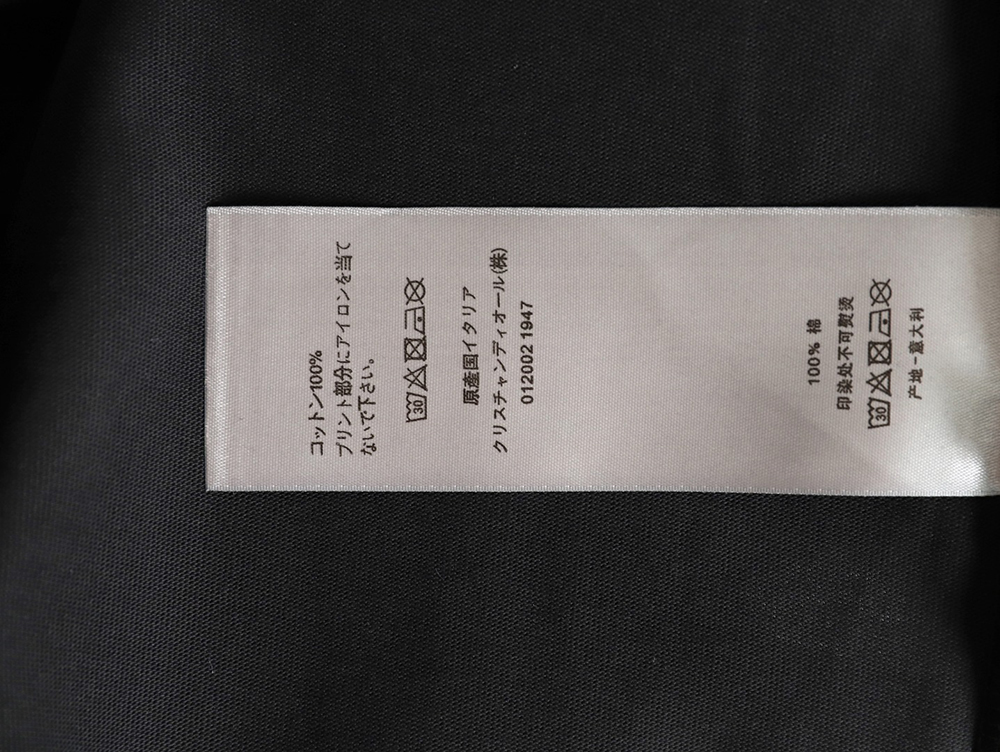 コットン100%
プリント部分にアイロンを当て
ないで下さい。
30
原産国イタリア
クリスチャンディオール(株)
012002 1947
100% 棉
印染处不可熨烫
30
产地-意大利